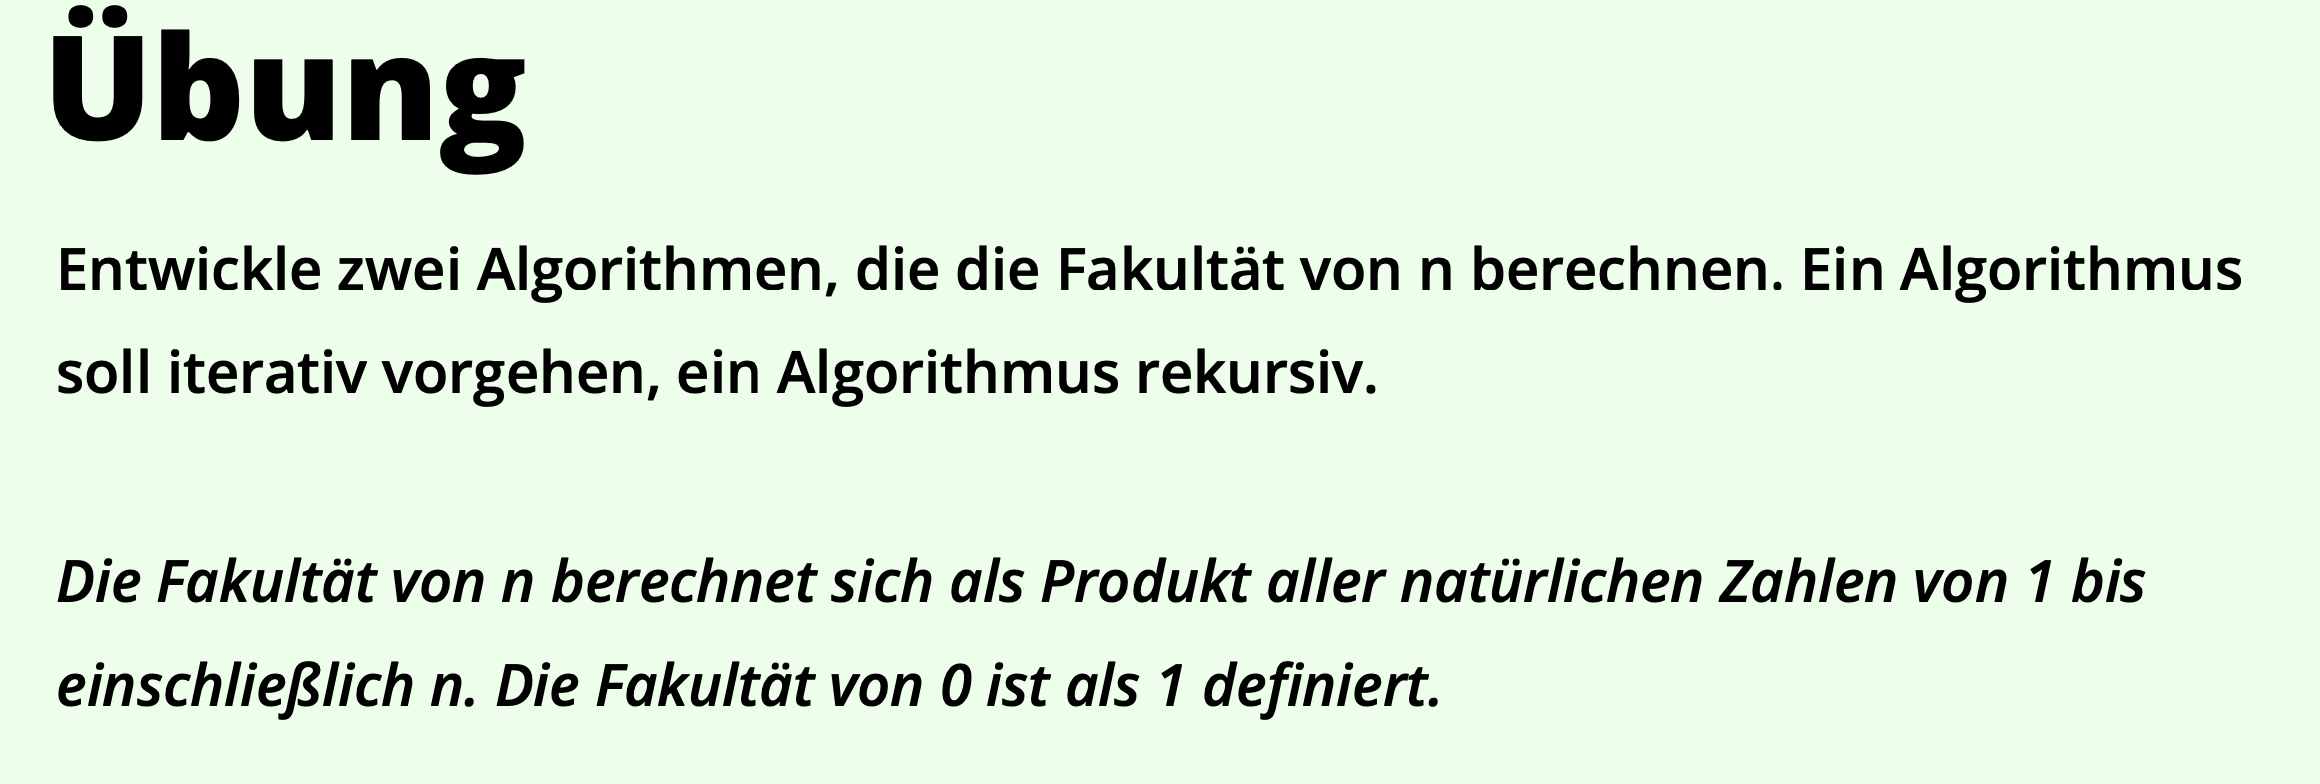 Übung
Entwickle zwei Algorithmen, die die Fakultät von n berechnen. Ein Algorithmus
soll iterativ vorgehen, ein Algorithmus rekursiv.
Die Fakultät von n berechnet sich als Produkt aller natürlichen Zahlen von 1 bis
einschließlich n. Die Fakultät von 0 ist als 1 definiert.